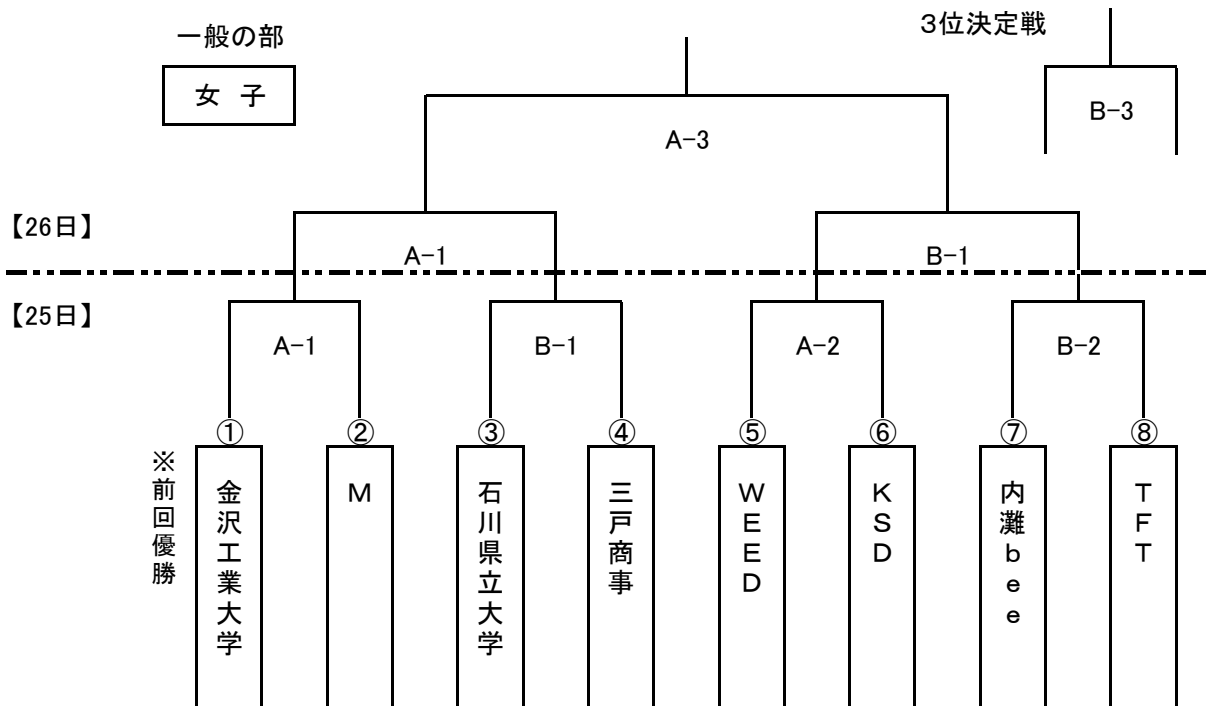 一般の部
女 子
3位決定戦
B-3
A-3
【26日】
A-1
B-1
【25日】
A-1
B-1
A-2
B-2
①
②
③
④
⑤
⑥
⑦
⑧
※前回優勝
金沢工業大学
M
石川県立大学
三戸商事
WEED
KSD
内灘bee
TFT